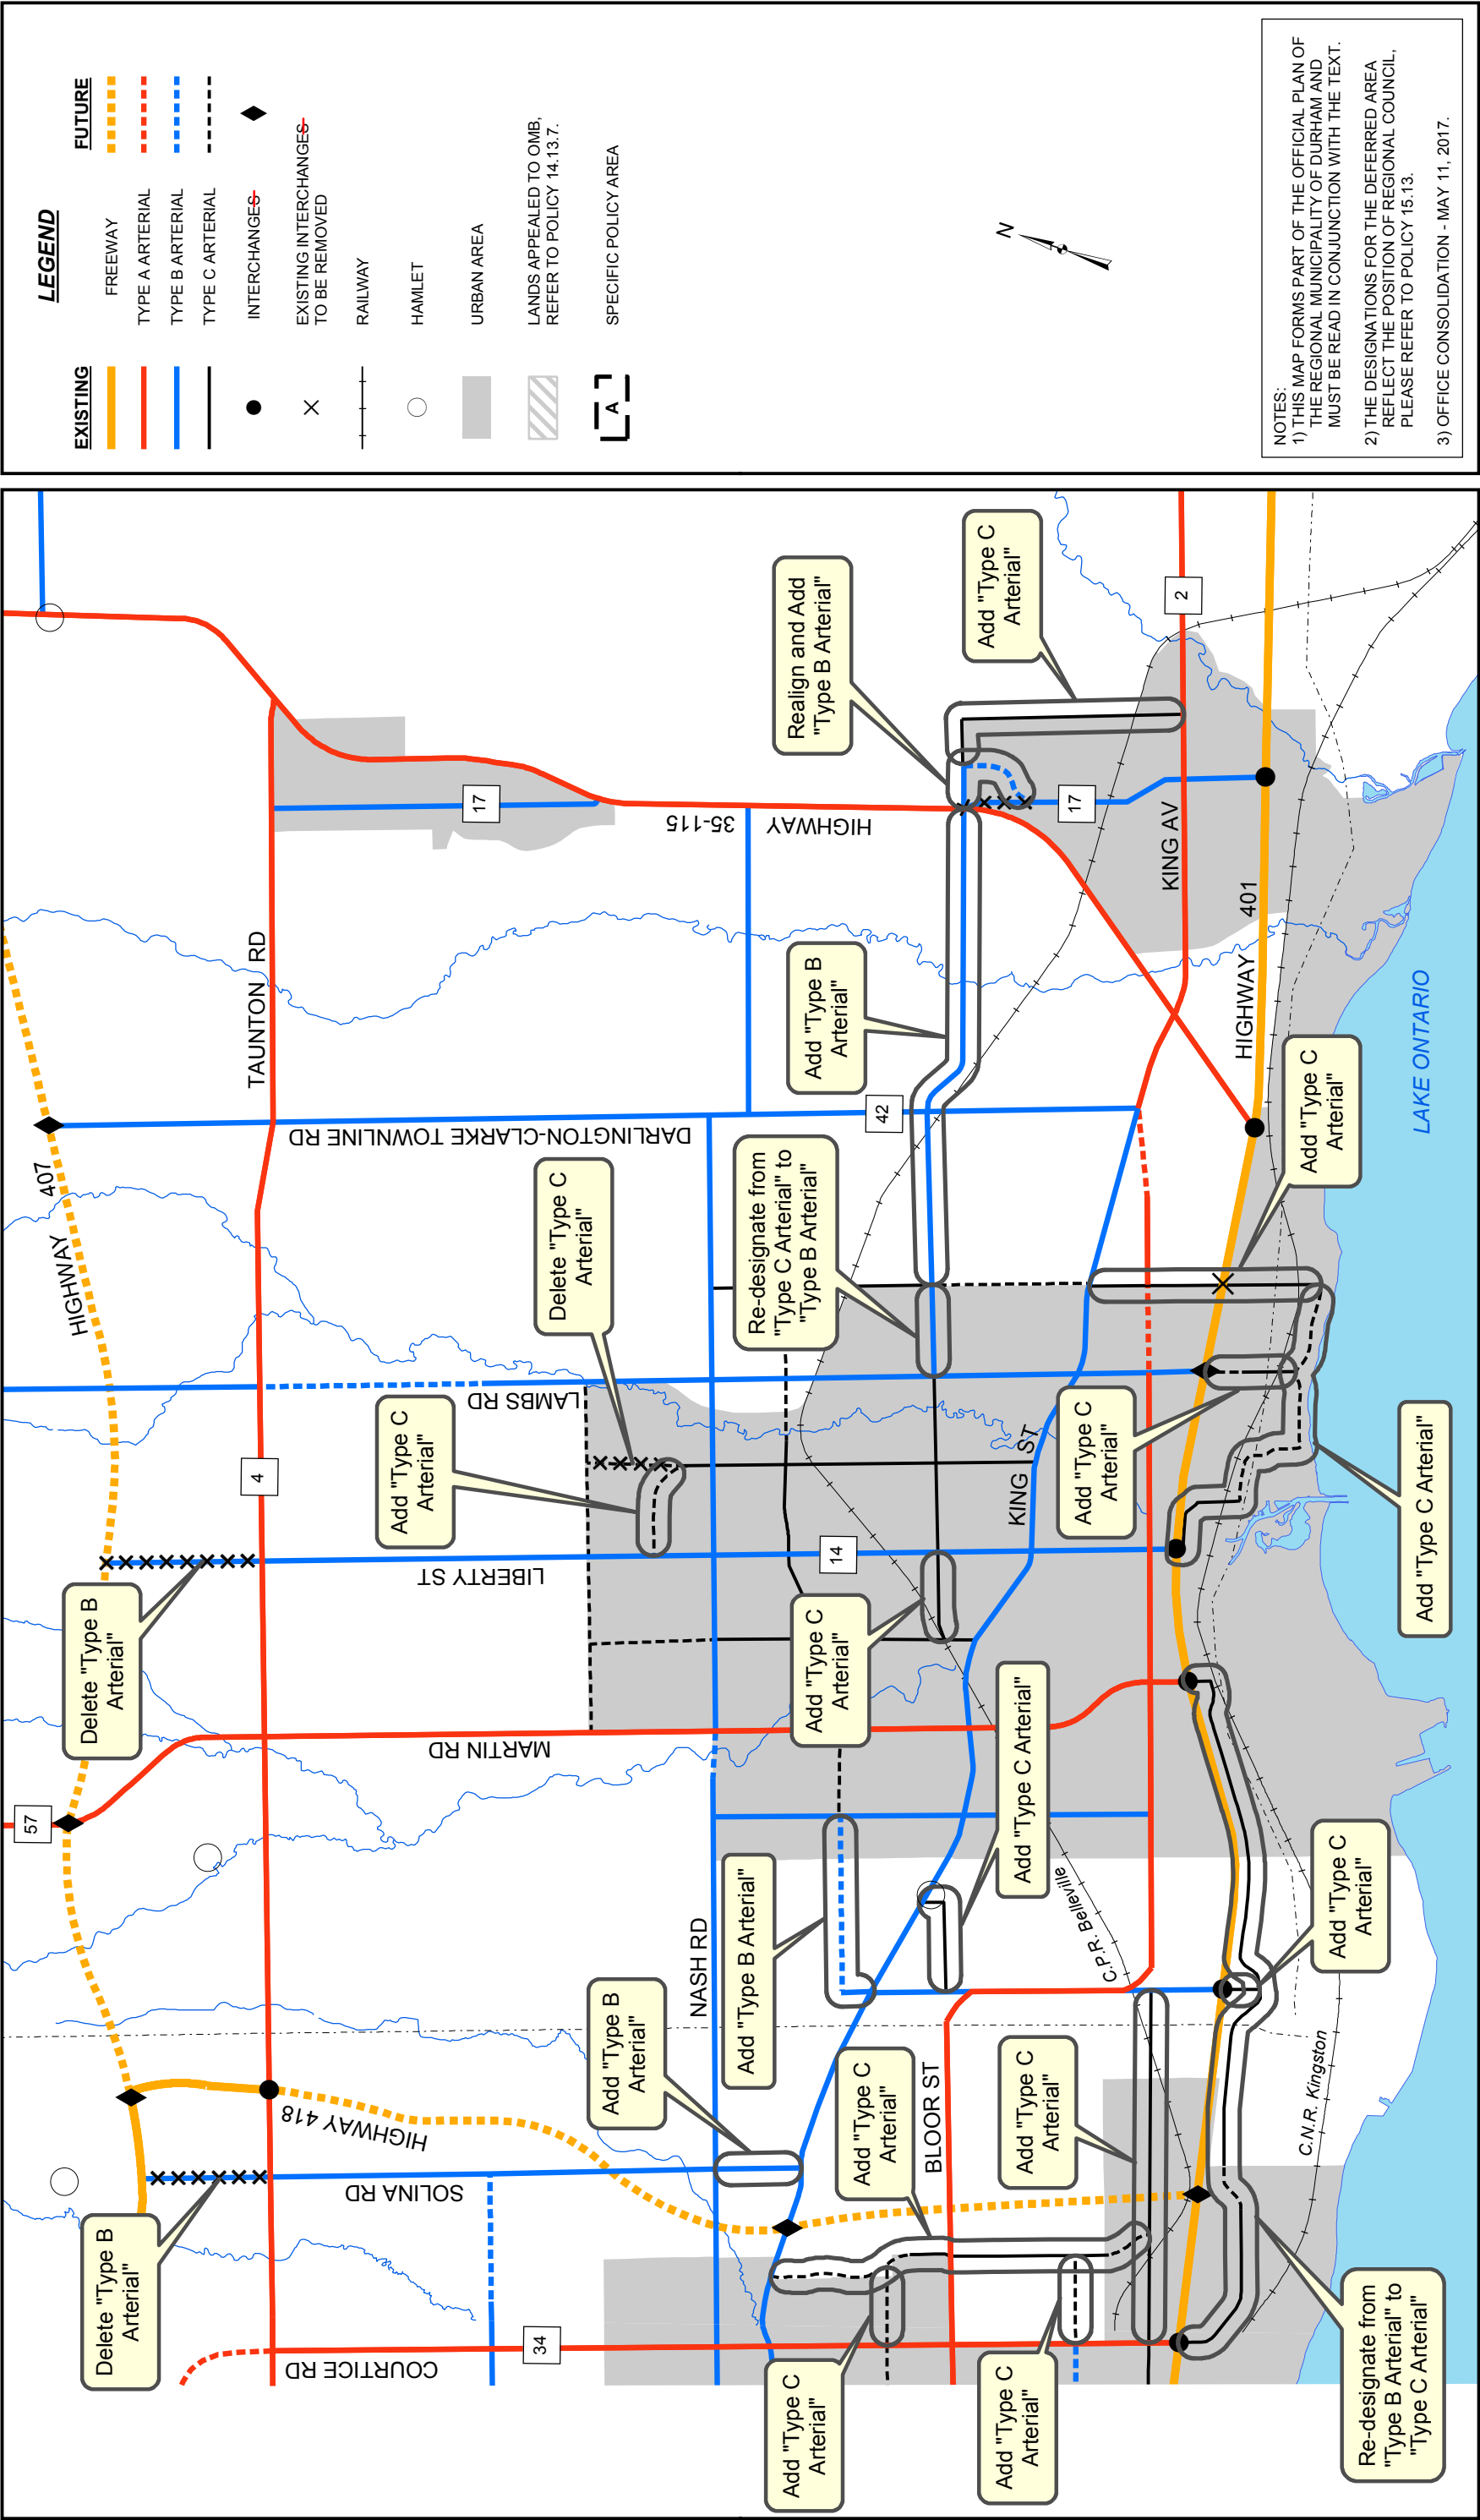 LEGEND
EXISTING
FUTURE
FREEWAY
TYPE A ARTERIAL
TYPE B ARTERIAL
TYPE C ARTERIAL
INTERCHANGES
EXISTING INTERCHANGES
TO BE REMOVED
RAILWAY
HAMLET
URBAN AREA
LANDS APPEALED TO OMB,
REFER TO POLICY 14.13.7.
A
SPECIFIC POLICY AREA
N
NOTES:
1) THIS MAP FORMS PART OF THE OFFICIAL PLAN OF
THE REGIONAL MUNICIPALITY OF DURHAM AND
MUST BE READ IN CONJUNCTION WITH THE TEXT.
2) THE DESIGNATIONS FOR THE DEFERRED AREA
REFLECT THE POSITION OF REGIONAL COUNCIL,
PLEASE REFER TO POLICY 15.13.
3) OFFICE CONSOLIDATION - MAY 11, 2017.
Delete "Type B
Arterial"
57
Delete "Type B
Arterial"
HIGHWAY
407
COURTICE RD
SOLINA RD
HIGHWAY 418
MARTIN RD
LIBERTY ST
4
LAMBS RD
TAUNTON RD
DARLINGTON-CLARKE TOWNLINE RD
Add "Type C
Arterial"
Delete "Type C
Arterial"
17
34
Add "Type B
Arterial"
NASH RD
Add "Type B Arterial"
Re-designate from
"Type C Arterial" to
"Type B Arterial"
HIGHWAY
35-115
Realign and Add
"Type B Arterial"
Add "Type C
Arterial"
Add "Type C
Arterial"
Add "Type C
Arterial"
14
Add "Type B
Arterial"
42
BLOOR ST
Add "Type C Arterial"
KING ST
Add "Type C
Arterial"
Add "Type C
Arterial"
Add "Type C
Arterial"
C.P.R. Belleville
Add "Type C
Arterial"
17
KING AV
2
HIGHWAY 401
Re-designate from
"Type B Arterial" to
"Type C Arterial"
C.N.R. Kingston
Add "Type C
Arterial"
Add "Type C Arterial"
Add "Type C
Arterial"
LAKE ONTARIO